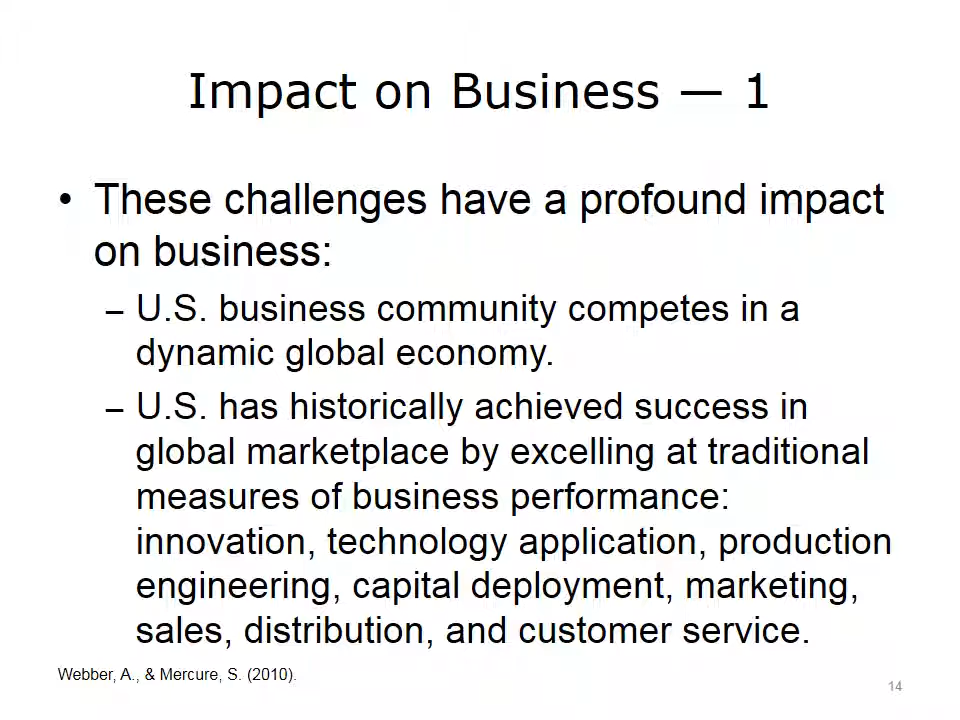 Impact on Business — 1
• These challenges have a profound impact
on business:
– U.S. business community competes in a
dynamic global economy.
– U.S. has historically achieved success in
global marketplace by excelling at traditional
measures of business performance:
innovation, technology application, production
engineering, capital deployment, marketing,
sales, distribution, and customer service.
Webber, A., & Mercure, S. (2010).
14